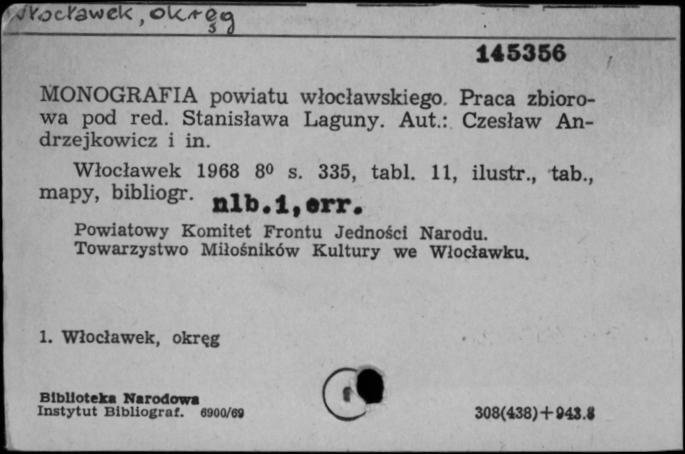 Włocławek, okręg
145356
MONOGRAFIA powiatu włocławskiego. Praca zbioro-
wa pod red. Stanisława Laguny. Aut.: Czesław An-
drzejkowicz i in.
Włocławek 1968 8⁰ s. 335, tabl. 11, ilustr., tab.,
mapy, bibliogr. nlb.1,err.
Powiatowy Komitet Frontu Jedności Narodu.
Towarzystwo Miłośników Kultury we Włocławku.
1. Włocławek, okręg
Biblioteka Narodowa
Instytut Bibliograf. 6900/69
f
308(438)+943.8